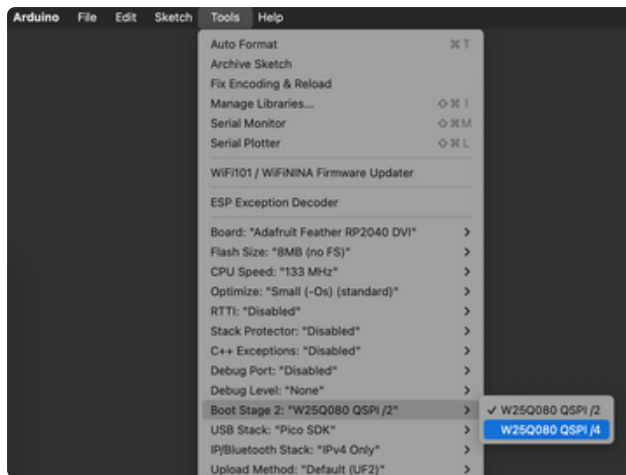 Arduino File Edit Sketch Tools Help
Auto Format ⌘ T
Archive Sketch
Fix Encoding & Reload
Manage Libraries... ⇧ ⌘ I
Serial Monitor ⇧ ⌘ M
Serial Plotter ⇧ ⌘ L
WiFi101 / WiFiNINA Firmware Updater
ESP Exception Decoder
Board: "Adafruit Feather RP2040 DVI"
Flash Size: "8MB (no FS)"
CPU Speed: "133 MHz"
Optimize: "Small (-Os) (standard)"
RTTI: "Disabled"
Stack Protector: "Disabled"
C++ Exceptions: "Disabled"
Debug Port: "Disabled"
Debug Level: "None"
Boot Stage 2: "W25Q080 QSPI /2" ✓ W25Q080 QSPI /2
USB Stack: "Pico SDK" W25Q080 QSPI /4
IP/Bluetooth Stack: "IPv4 Only"
Upload Method: "Default (UF2)"